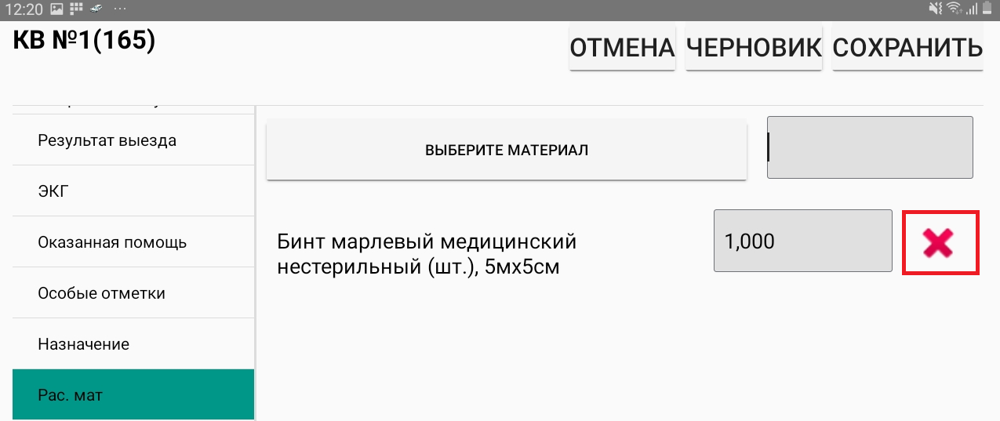 12:20
КВ №1(165)
ОТМЕНА ЧЕРНОВИК СОХРАНИТЬ
Результат выезда
ЭКГ
Оказанная помощь
Особые отметки
Назначение
Рас. мат
ВЫБЕРИТЕ МАТЕРИАЛ
Бинт марлевый медицинский
нестерильный (шт.), 5мх5см
1,000